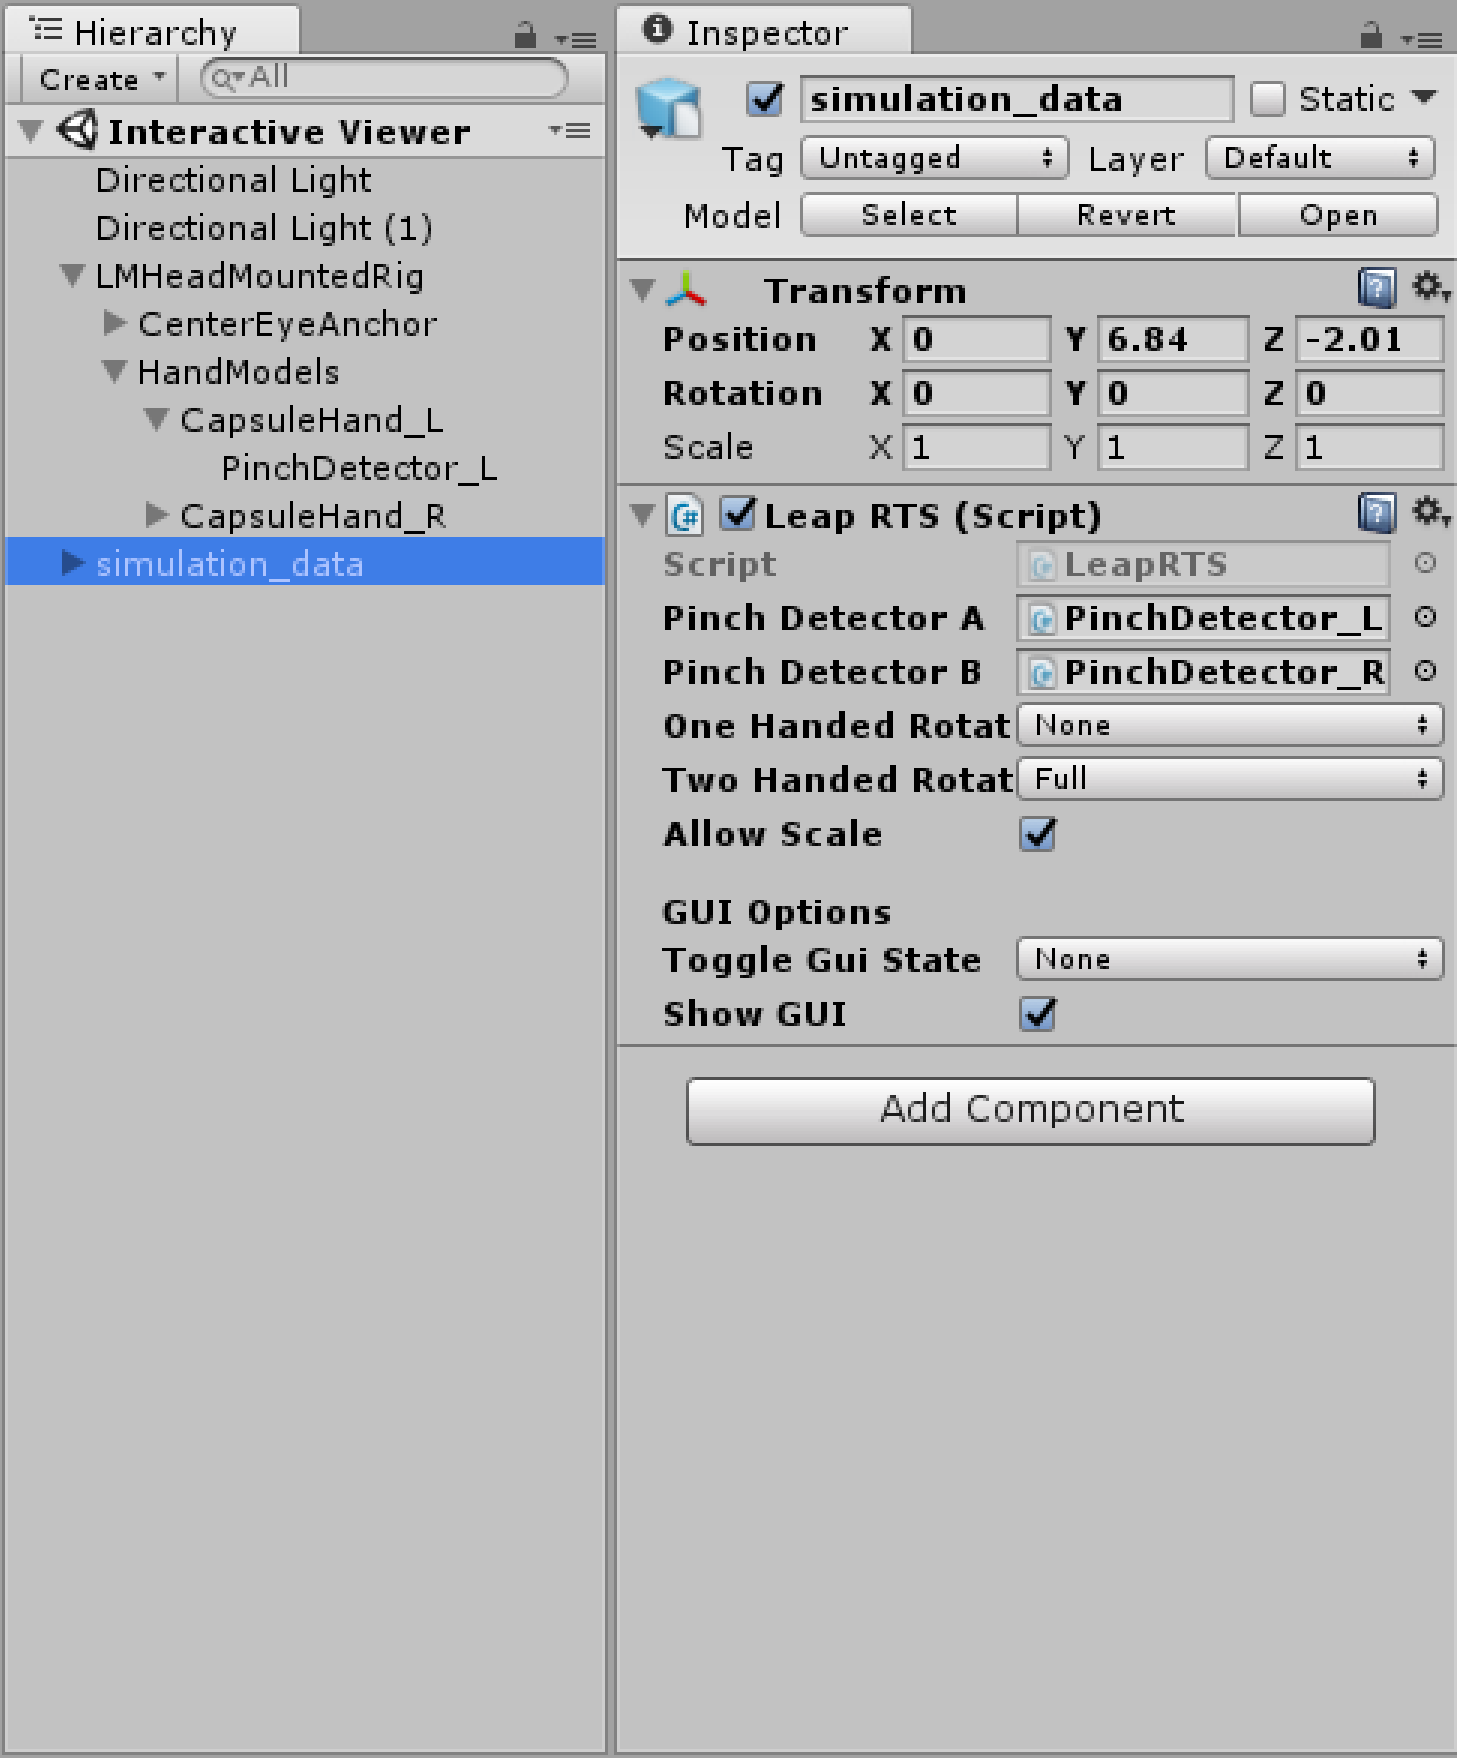 Hierarchy
Create
All
Interactive Viewer
Directional Light
Directional Light (1)
LMHeadMountedRig
CenterEyeAnchor
HandModels
CapsuleHand_L
PinchDetector_L
CapsuleHand_R
simulation_data
Inspector
simulation_data Static
Tag Untagged Layer Default
Model Select Revert Open
Transform
Position X 0 Y 6.84 Z -2.01
Rotation X 0 Y 0 Z 0
Scale X 1 Y 1 Z 1
C# Leap RTS (Script)
Script LeapRTS
Pinch Detector A PinchDetector_L
Pinch Detector B PinchDetector_R
One Handed Rotat None
Two Handed Rotat Full
Allow Scale
GUI Options
Toggle Gui State None
Show GUI
Add Component